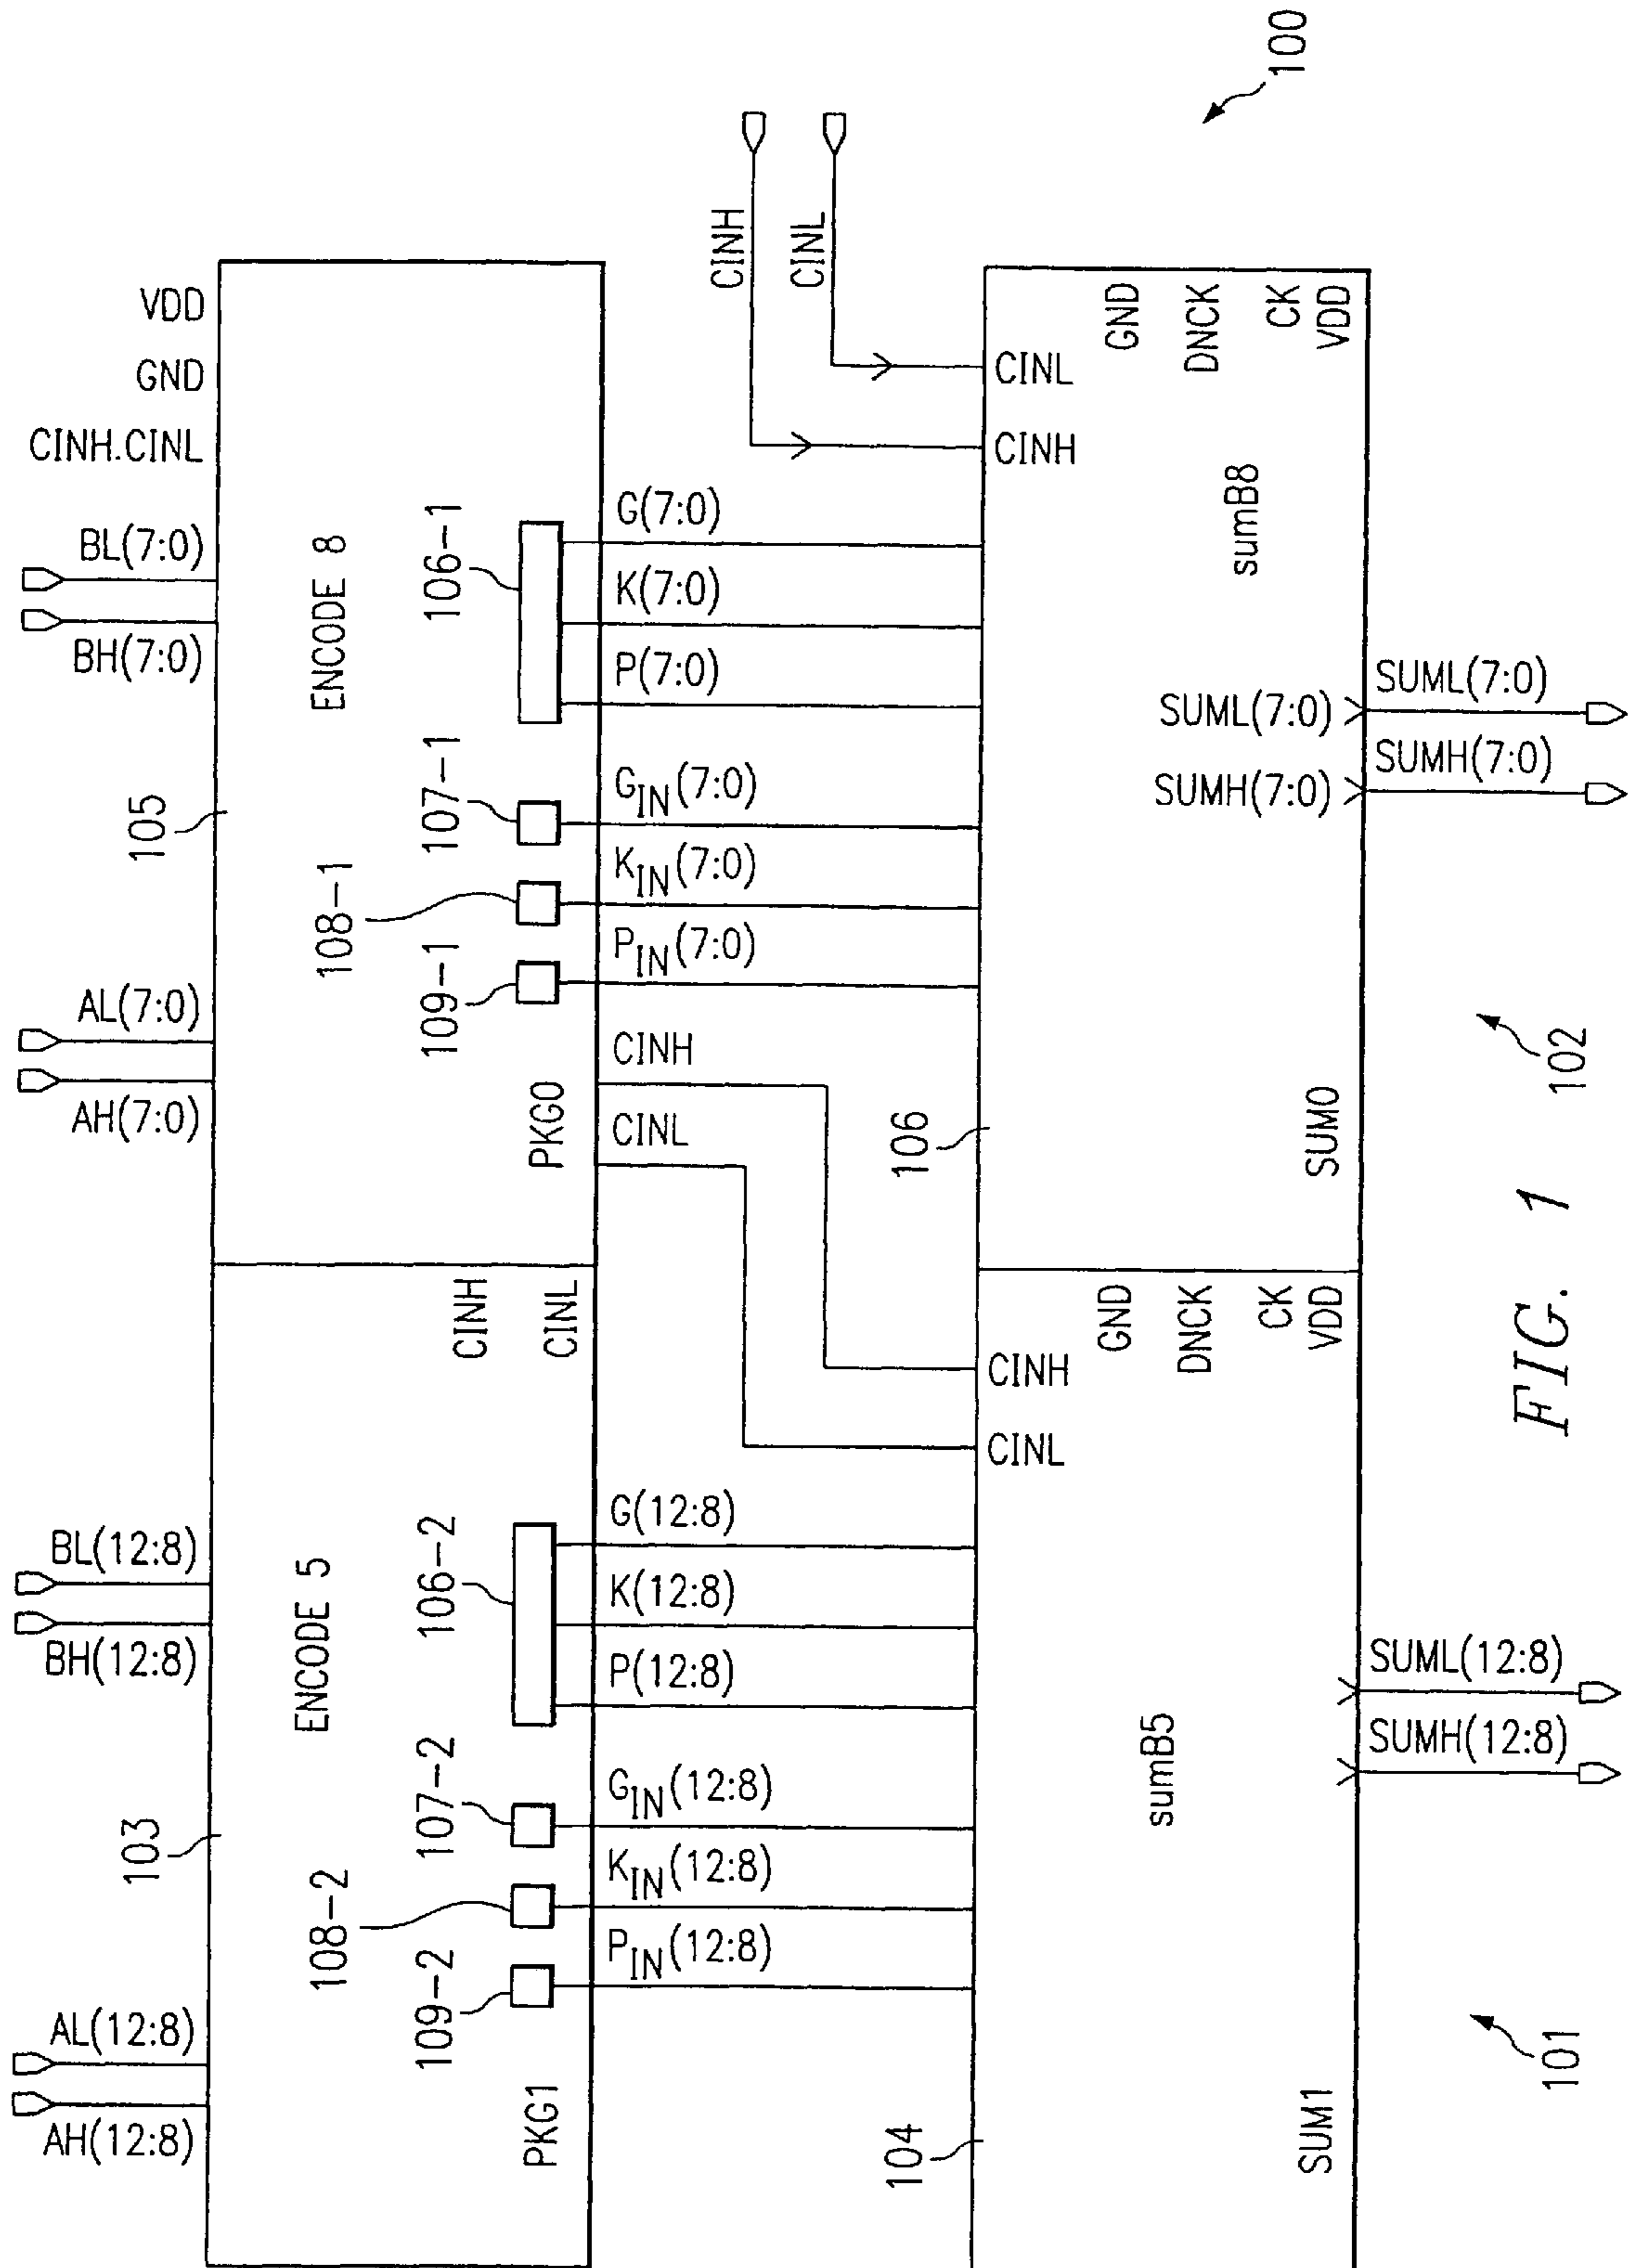 AH(12:8)
AL(12:8)
BH(12:8)
BL(12:8)
AH(7:0)
AL(7:0)
BH(7:0)
BL(7:0)
CINH.CINL
GND
VDD
103
105
ENCODE 5
ENCODE 8
108-2
108-1
109-2
107-2
106-2
109-1
107-1
106-1
PKG1
CINH
CINL
PKG0
P_IN(12:8)
K_IN(12:8)
G_IN(12:8)
P(12:8)
K(12:8)
G(12:8)
CINL
CINH
P_IN(7:0)
K_IN(7:0)
G_IN(7:0)
P(7:0)
K(7:0)
G(7:0)
CINH
CINL
104
106
CINL
CINH
CINH
CINL
sumB5
sumB8
GND
DNCK
CK
VDD
GND
DNCK
CK
VDD
SUMH(7:0)
SUML(7:0)
SUM1
SUM0
SUMH(12:8)
SUML(12:8)
SUMH(7:0)
SUML(7:0)
101
102
100
FIG. 1